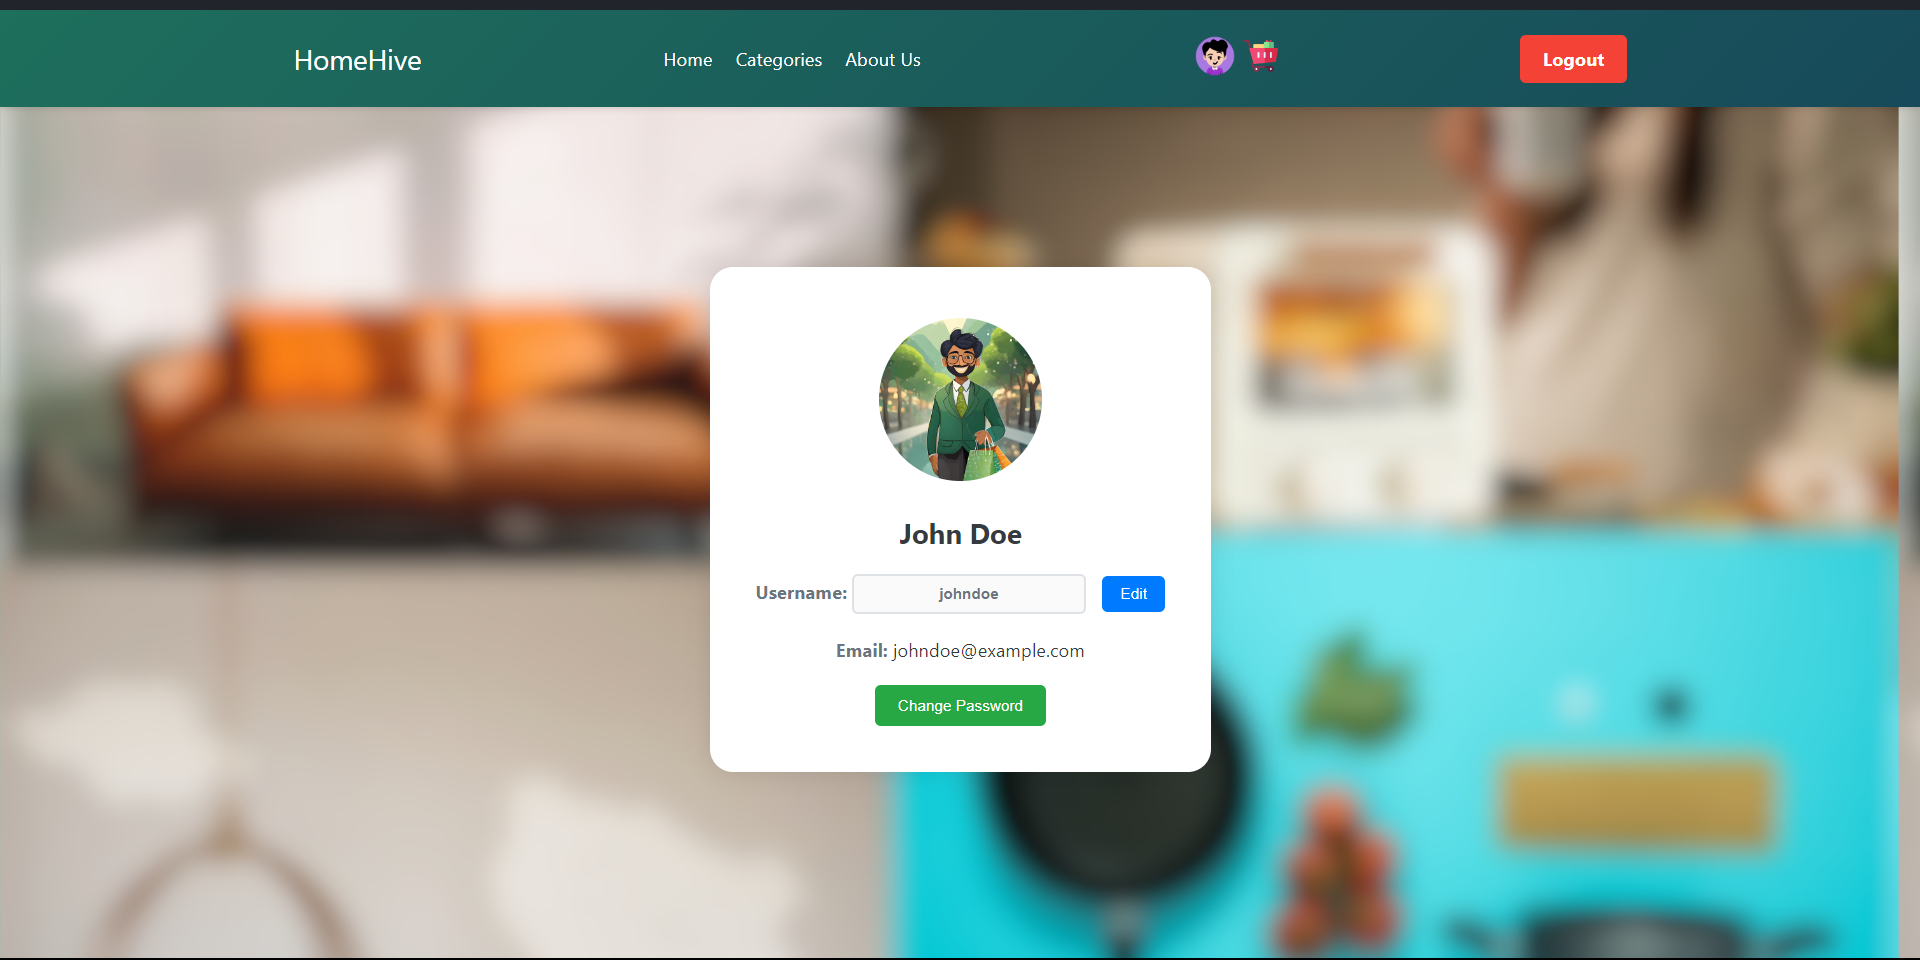 HomeHive
Home Categories About Us
Logout
John Doe
Username: johndoe Edit
Email: johndoe@example.com
Change Password